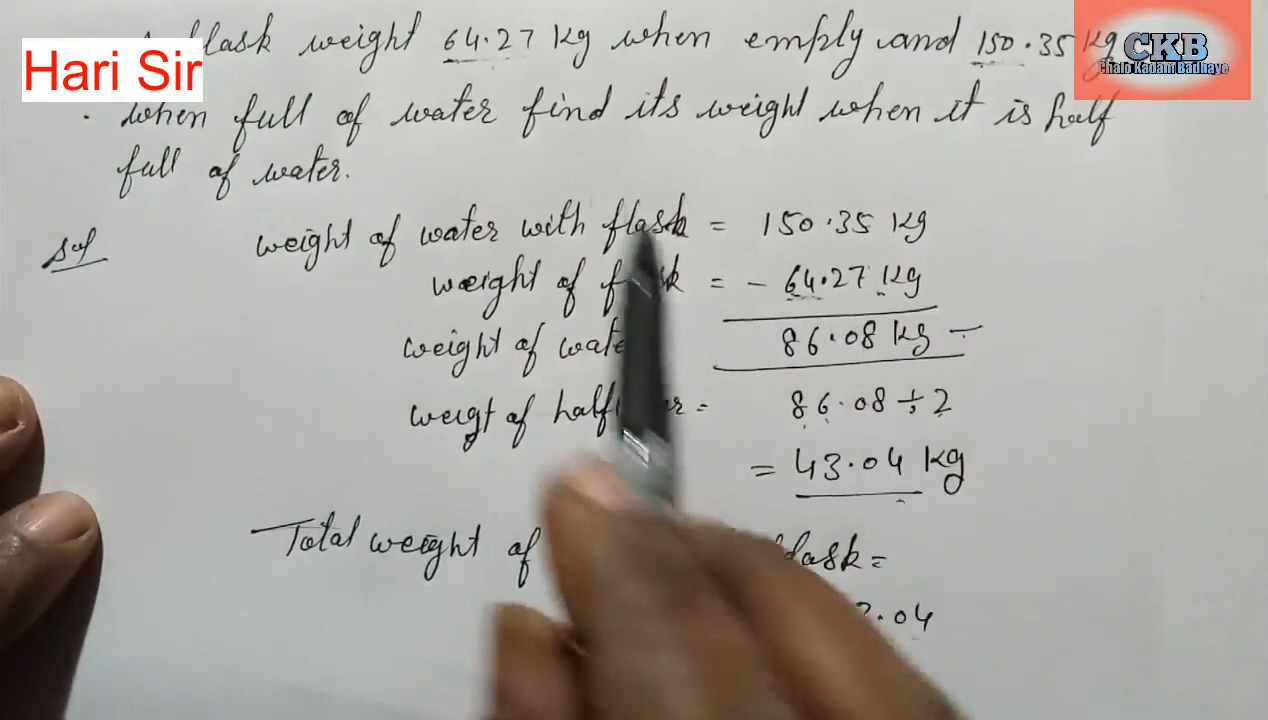 flask weight 64.27 Kg when emply and 150.35 Kg
Hari Sir
CKB
Chalo Kadam Badhaye
when full of water find its weight when it is half
full of water.
Sol
weight of water with flask = 150.35 Kg
weight of = - 64.27 Kg
weight of 86.08 Kg -
weigt of half = 86.08 ÷ 2
= 43.04 Kg
Total weight of flask =
.04